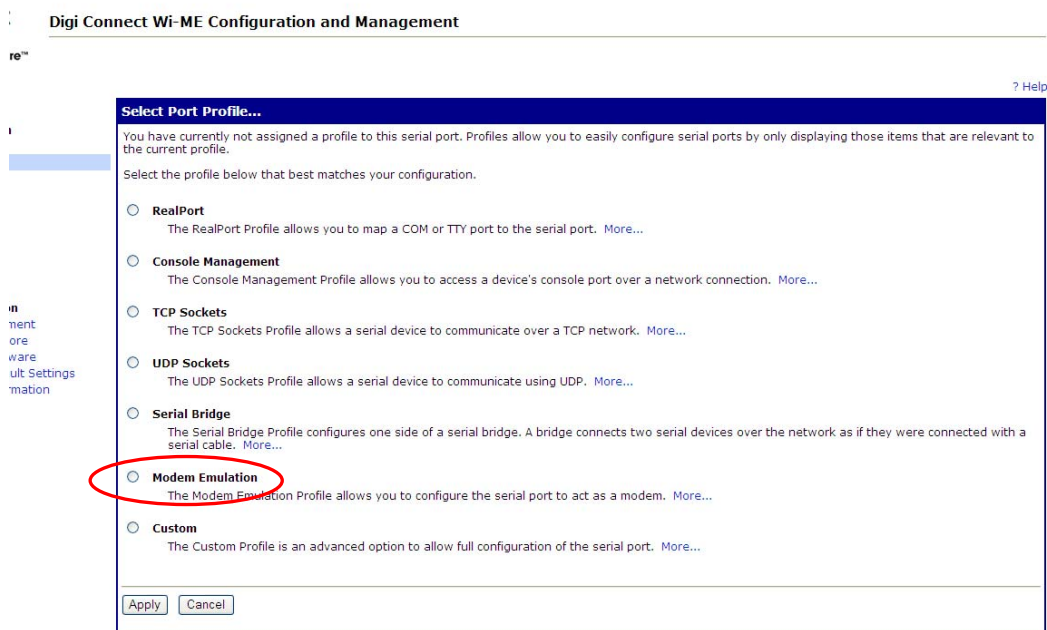 Digi Connect Wi-ME Configuration and Management
re™
? Help
Select Port Profile...
You have currently not assigned a profile to this serial port. Profiles allow you to easily configure serial ports by only displaying those items that are relevant to
the current profile.
Select the profile below that best matches your configuration.
RealPort
The RealPort Profile allows you to map a COM or TTY port to the serial port. More...
Console Management
The Console Management Profile allows you to access a device's console port over a network connection. More...
TCP Sockets
The TCP Sockets Profile allows a serial device to communicate over a TCP network. More...
UDP Sockets
The UDP Sockets Profile allows a serial device to communicate using UDP. More...
Serial Bridge
The Serial Bridge Profile configures one side of a serial bridge. A bridge connects two serial devices over the network as if they were connected with a
serial cable. More...
Modem Emulation
The Modem Emulation Profile allows you to configure the serial port to act as a modem. More...
Custom
The Custom Profile is an advanced option to allow full configuration of the serial port. More...
Apply Cancel
on
ment
ore
ware
ult Settings
rmation